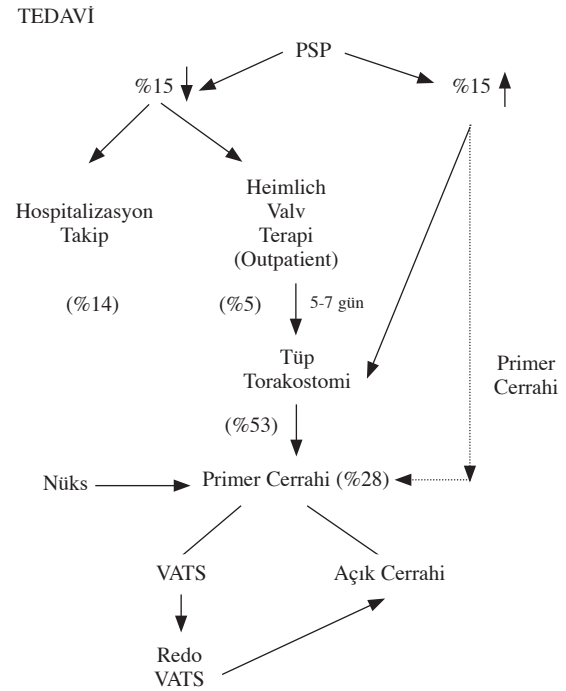 TEDAVİ
PSP
%15
%15
Hospitalizasyon
Takip
Heimlich
Valv
Terapi
(Outpatient)
(%14)
(%5)
5-7 gün
Tüp
Torakostomi
Primer
Cerrahi
(%53)
Nüks
Primer Cerrahi (%28)
VATS
Açık Cerrahi
Redo
VATS